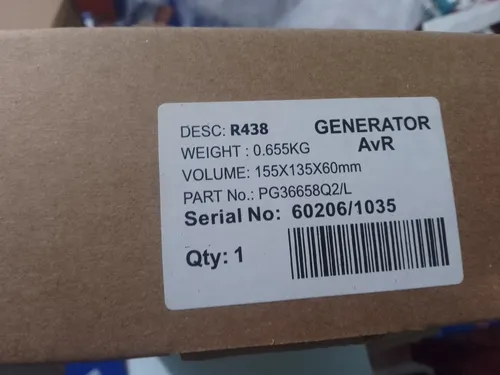 DESC: R438 GENERATOR
WEIGHT : 0.655KG AvR
VOLUME: 155X135X60mm
PART No.: PG36658Q2/L
Serial No: 60206/1035
Qty: 1